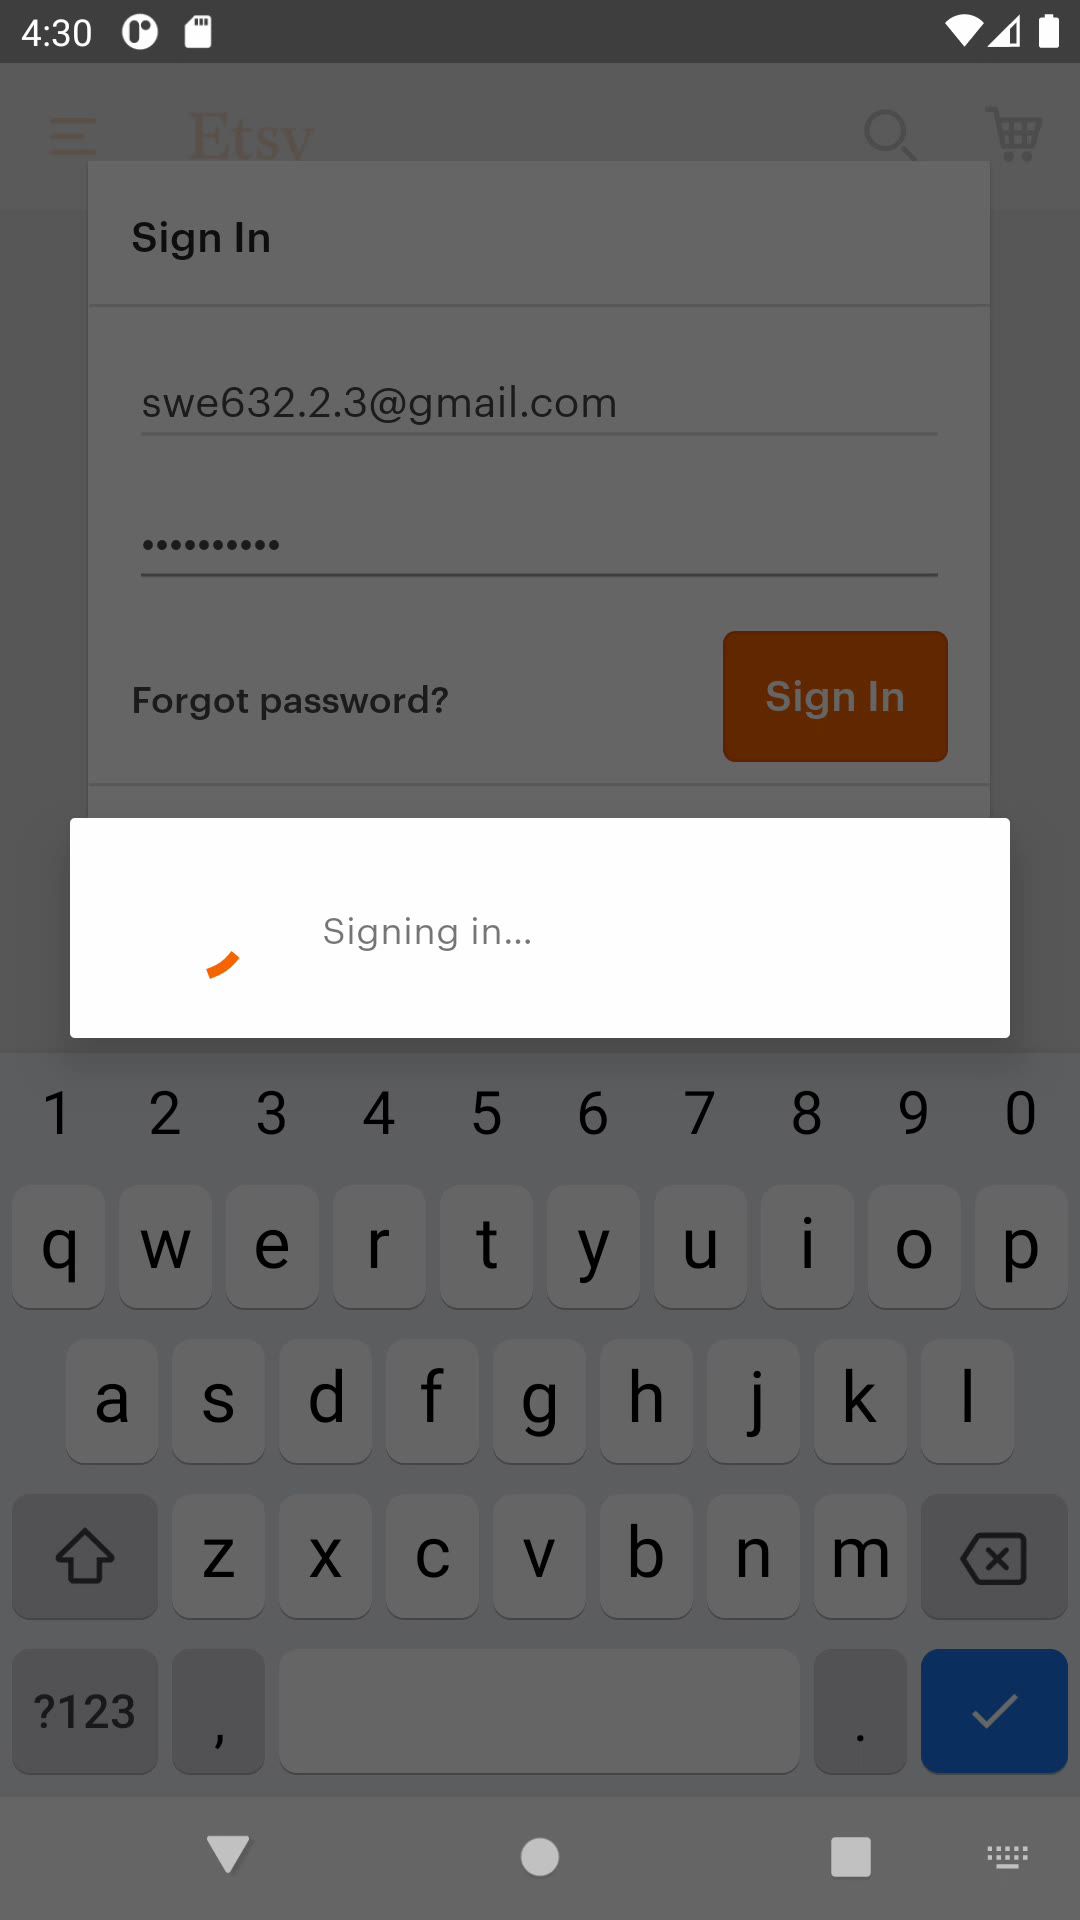 4:30
Etsy
Sign In
swe632.2.3@gmail.com
••••••••••
Forgot password?
Sign In
Signing in...
1 2 3 4 5 6 7 8 9 0
q w e r t y u i o p
a s d f g h j k l
z x c v b n m
?123 , .